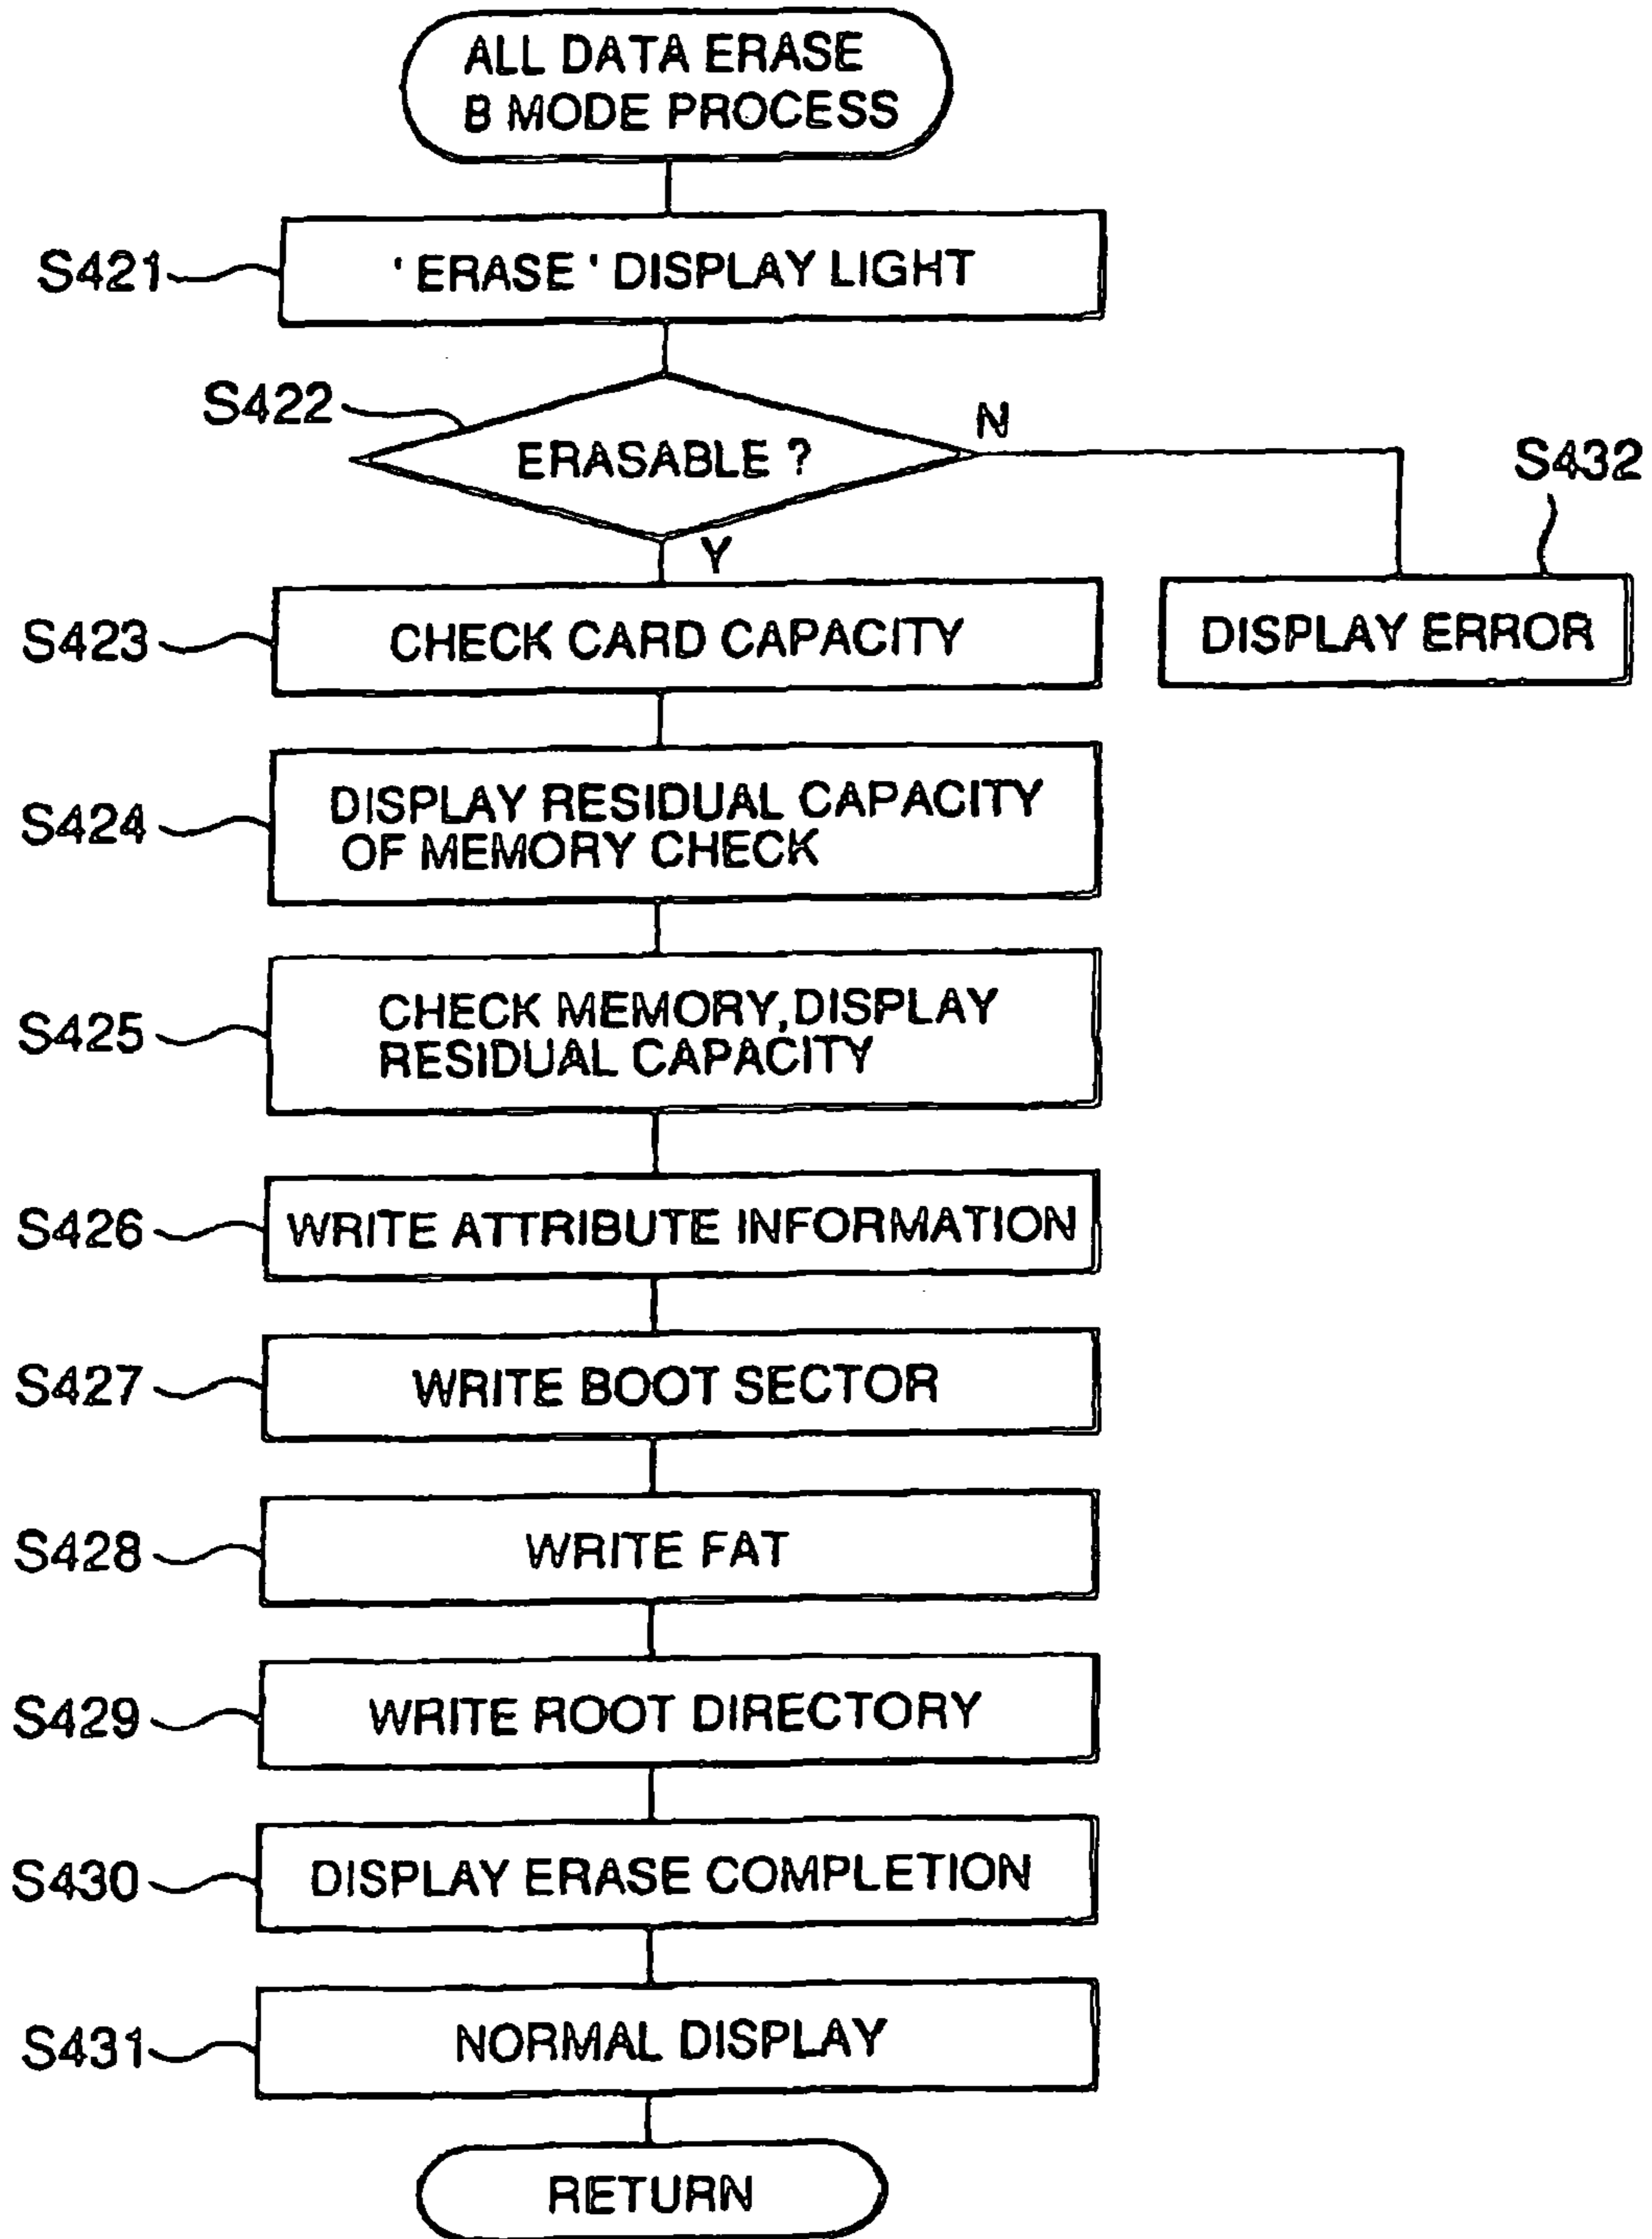 ALL DATA ERASE
B MODE PROCESS
S421
' ERASE ' DISPLAY LIGHT
S422
ERASABLE ?
N
S432
Y
S423
CHECK CARD CAPACITY
DISPLAY ERROR
S424
DISPLAY RESIDUAL CAPACITY
OF MEMORY CHECK
S425
CHECK MEMORY,DISPLAY
RESIDUAL CAPACITY
S426
WRITE ATTRIBUTE INFORMATION
S427
WRITE BOOT SECTOR
S428
WRITE FAT
S429
WRITE ROOT DIRECTORY
S430
DISPLAY ERASE COMPLETION
S431
NORMAL DISPLAY
RETURN